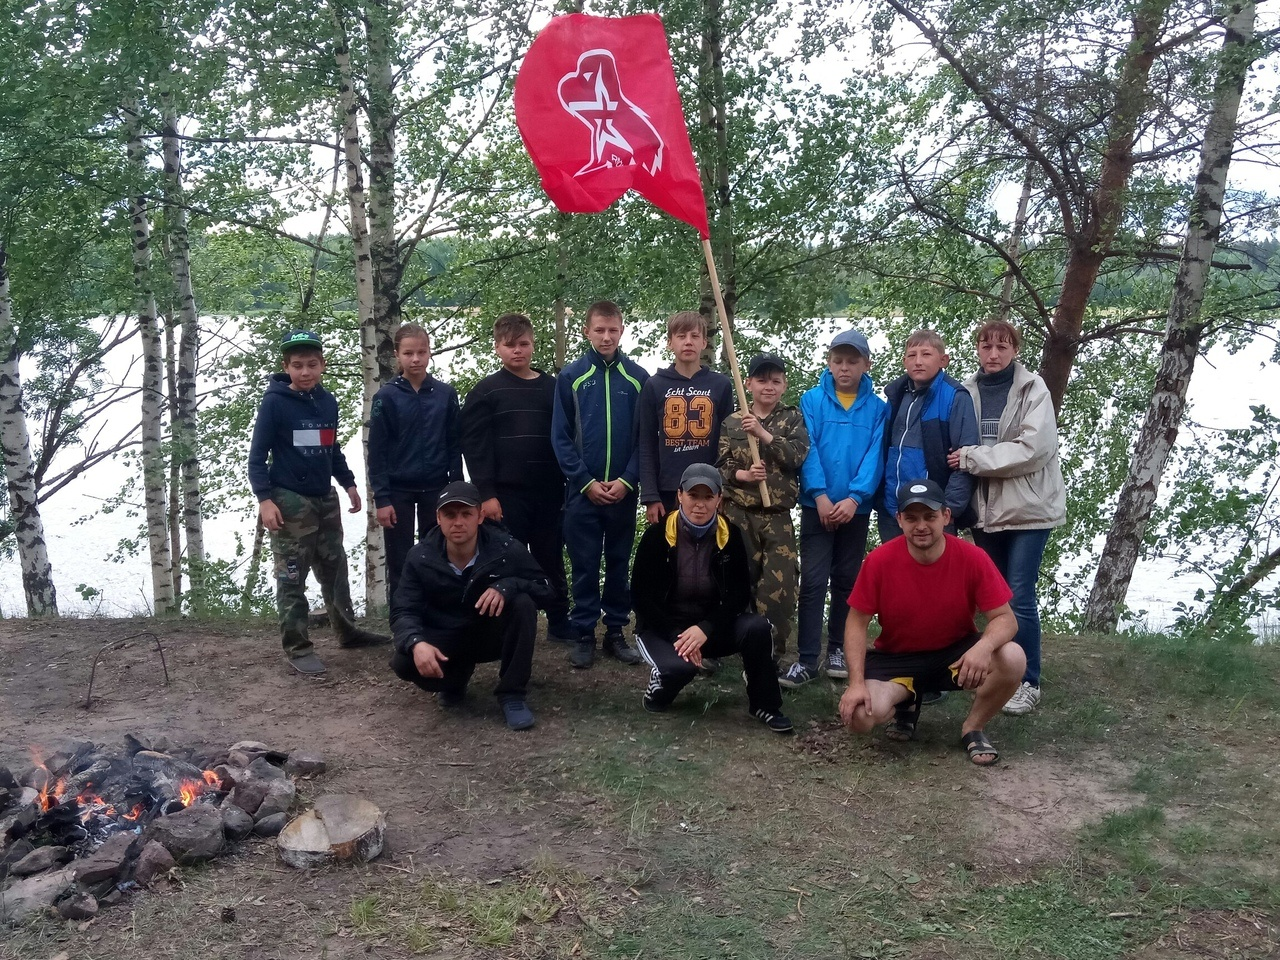 TOMMY
JEANS
Echt Scout
83
BEST TEAM
in town